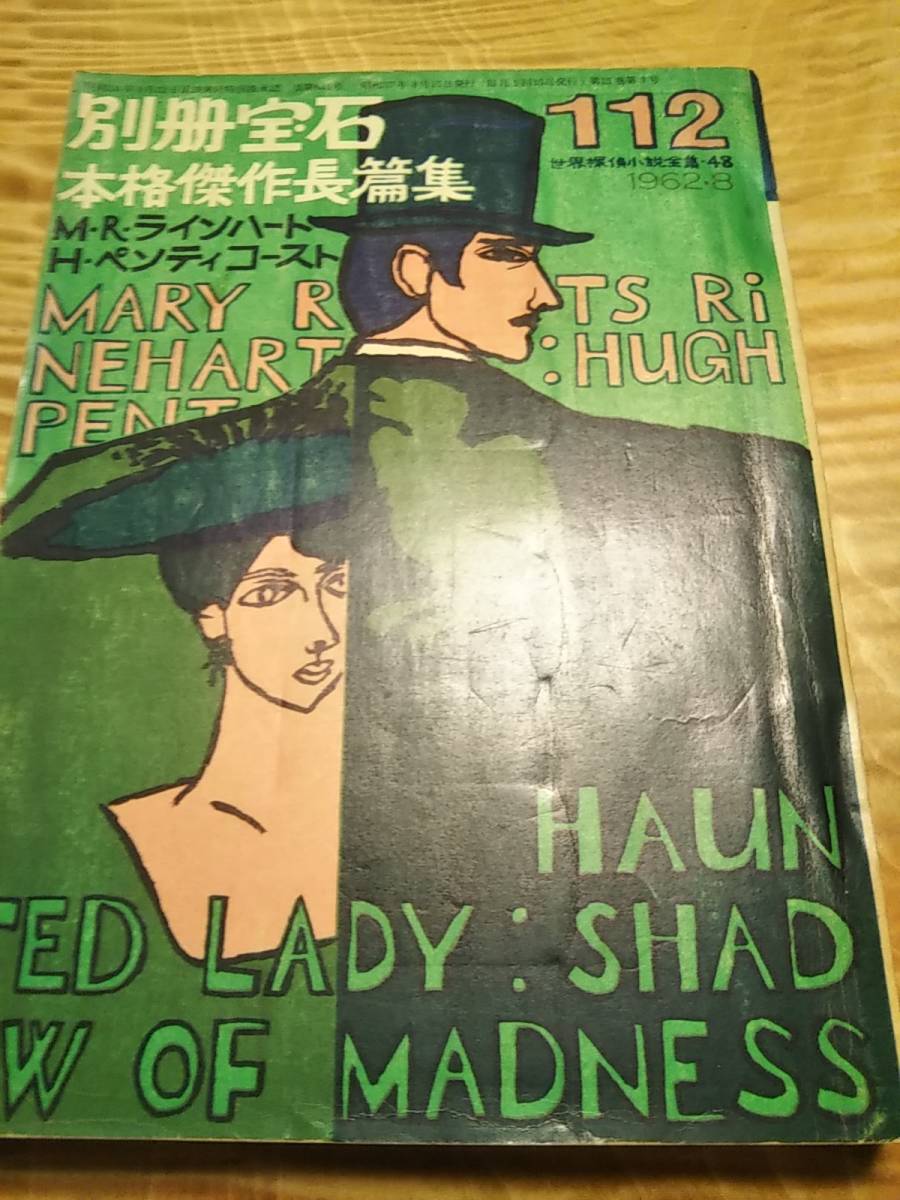 別册宝石
112
本格傑作長篇集
世界探偵小説全集・48
1962・8
M・R・ラインハート
H・ペンティコースト
MARY R TS Ri
NEHART :HUGH
PENT
HAUN
TED LADY:SHAD
W OF MADNESS